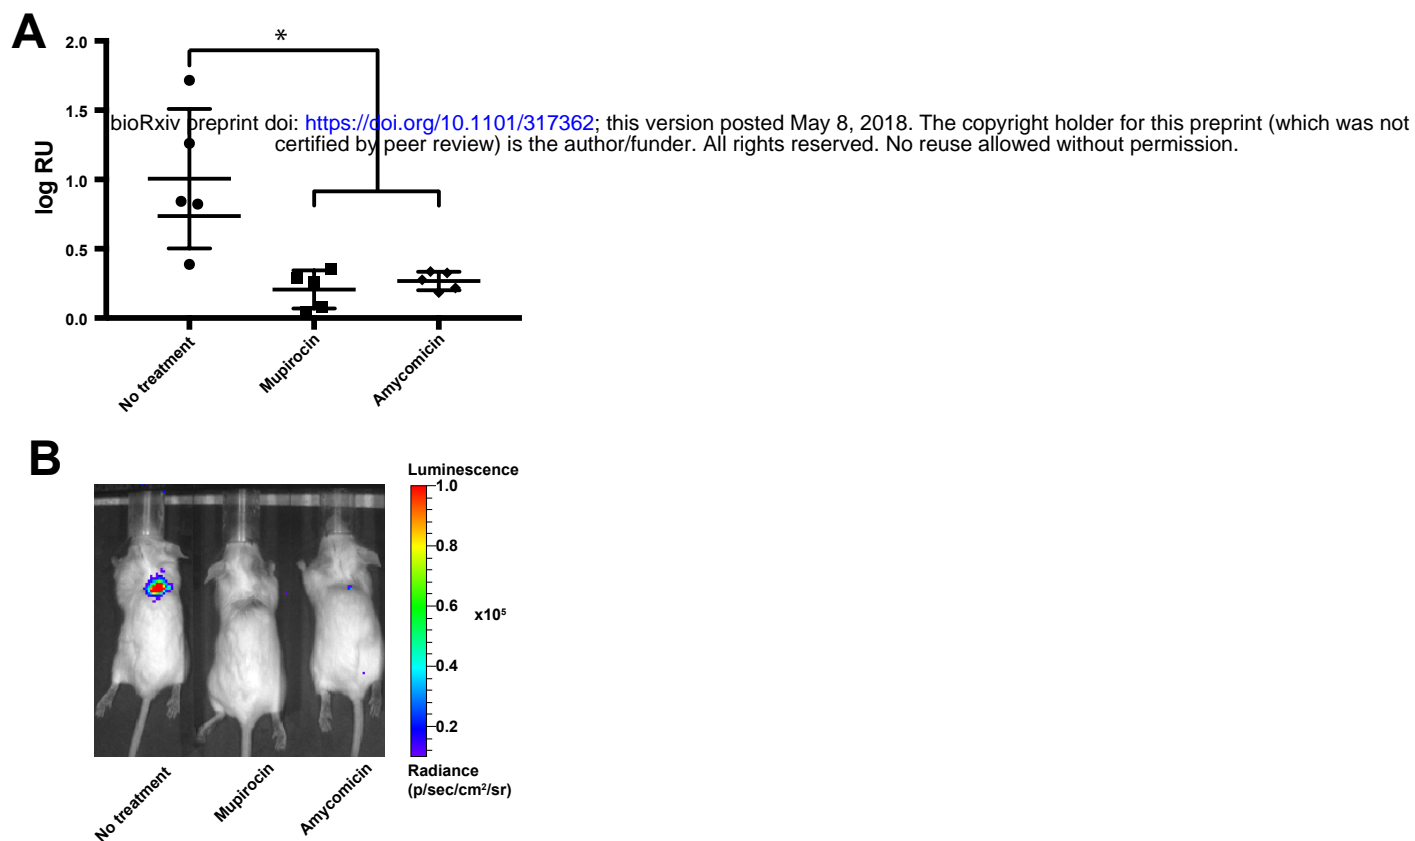 A
2.0
*
1.5
bioRxiv preprint doi: https://doi.org/10.1101/317362; this version posted May 8, 2018. The copyright holder for this preprint (which was not
certified by peer review) is the author/funder. All rights reserved. No reuse allowed without permission.
log RU
1.0
0.5
0.0
No treatment
Mupirocin
Amycomicin
B
Luminescence
1.0
0.8
0.6
x10⁵
0.4
0.2
Radiance
(p/sec/cm²/sr)
No treatment
Mupirocin
Amycomicin